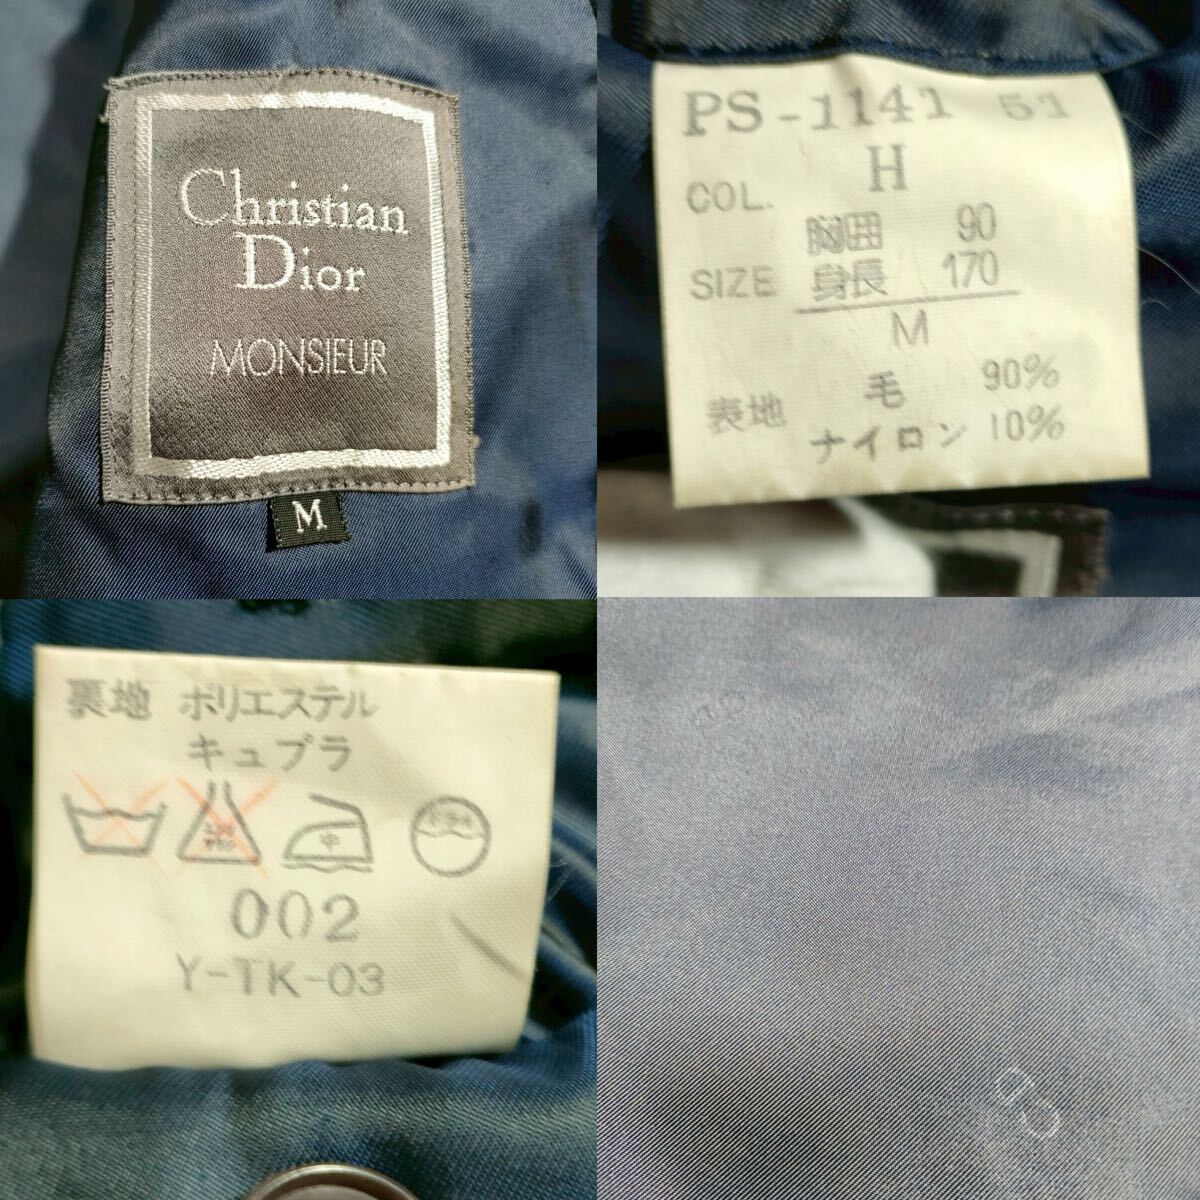 Christian
Dior
MONSIEUR
M
PS-1141 51
COL. H
胸囲 90
SIZE 身長 170
M
表地 毛 90%
ナイロン 10%
裏地 ポリエステル
キュプラ
中
002
Y-TK-03
CD